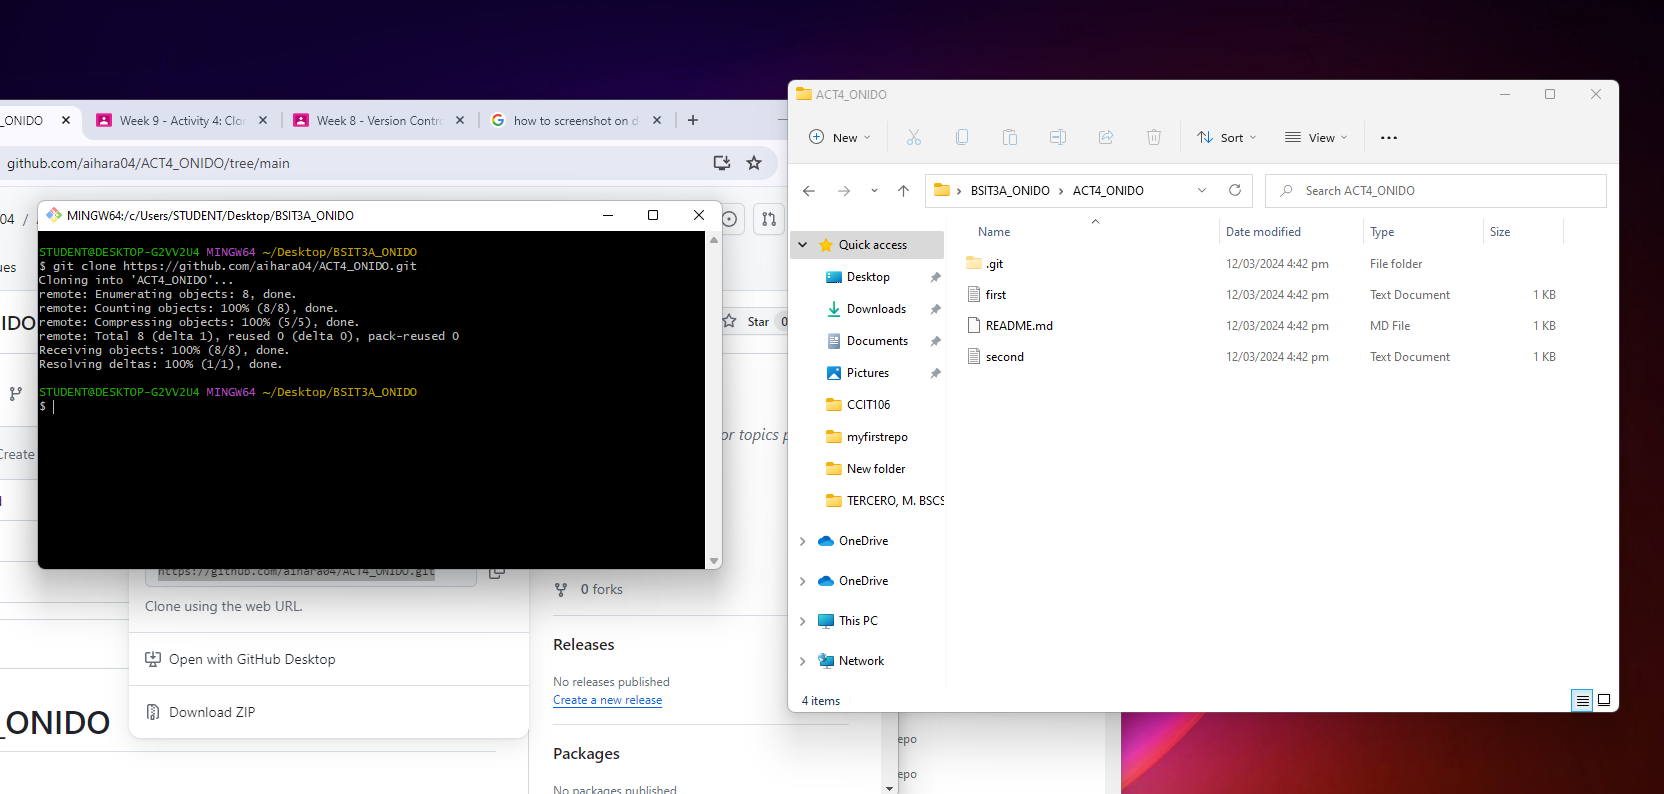 _ONIDO
Week 9 - Activity 4: Clor
Week 8 - Version Contro
how to screenshot on d
github.com/aihara04/ACT4_ONIDO/tree/main
04 /
ues
IDO
Star 0
Create
or topics p
MINGW64:/c/Users/STUDENT/Desktop/BSIT3A_ONIDO
STUDENT@DESKTOP-G2VV2U4 MINGW64 ~/Desktop/BSIT3A_ONIDO
$ git clone https://github.com/aihara04/ACT4_ONIDO.git
Cloning into 'ACT4_ONIDO'...
remote: Enumerating objects: 8, done.
remote: Counting objects: 100% (8/8), done.
remote: Compressing objects: 100% (5/5), done.
remote: Total 8 (delta 1), reused 0 (delta 0), pack-reused 0
Receiving objects: 100% (8/8), done.
Resolving deltas: 100% (1/1), done.
STUDENT@DESKTOP-G2VV2U4 MINGW64 ~/Desktop/BSIT3A_ONIDO
$
https://github.com/aihara04/ACT4_ONIDO.git
Clone using the web URL.
Open with GitHub Desktop
Download ZIP
_ONIDO
0 forks
Releases
No releases published
Create a new release
Packages
No packages published
epo
epo
ACT4_ONIDO
New
Sort
View
BSIT3A_ONIDO > ACT4_ONIDO
Search ACT4_ONIDO
Quick access
Desktop
Downloads
Documents
Pictures
CCIT106
myfirstrepo
New folder
TERCERO, M. BSCS
OneDrive
OneDrive
This PC
Network
Name Date modified Type Size
.git 12/03/2024 4:42 pm File folder
first 12/03/2024 4:42 pm Text Document 1 KB
README.md 12/03/2024 4:42 pm MD File 1 KB
second 12/03/2024 4:42 pm Text Document 1 KB
4 items